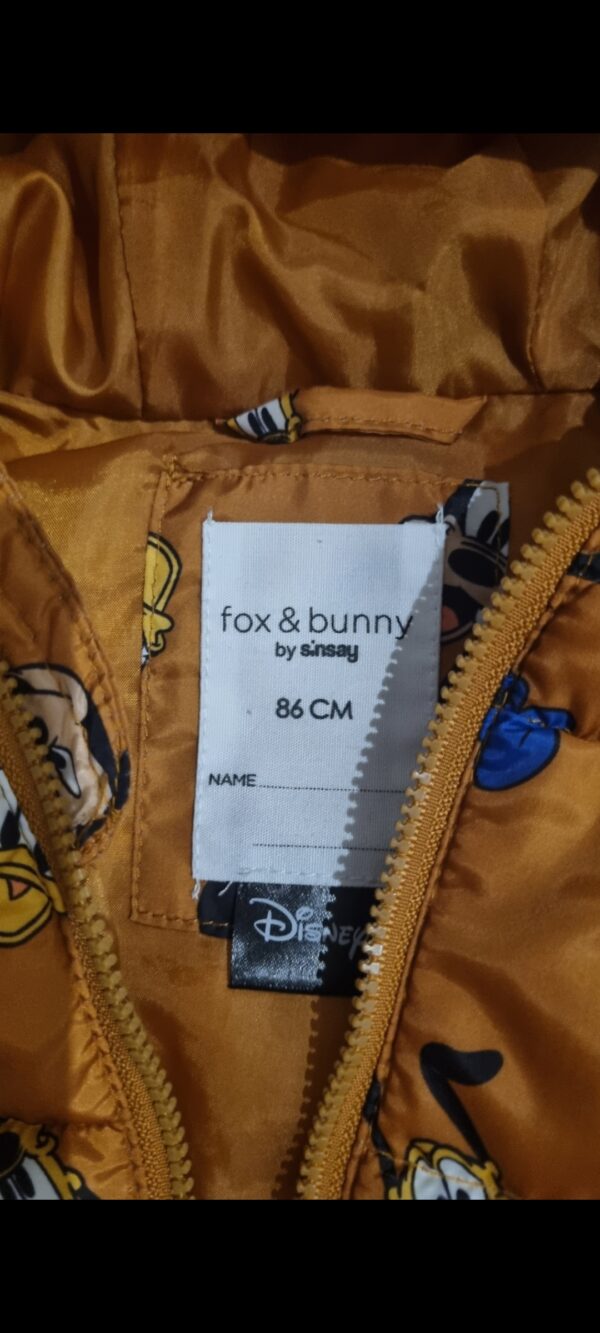 fox & bunny
by sinsay
86 CM
NAME
Disney